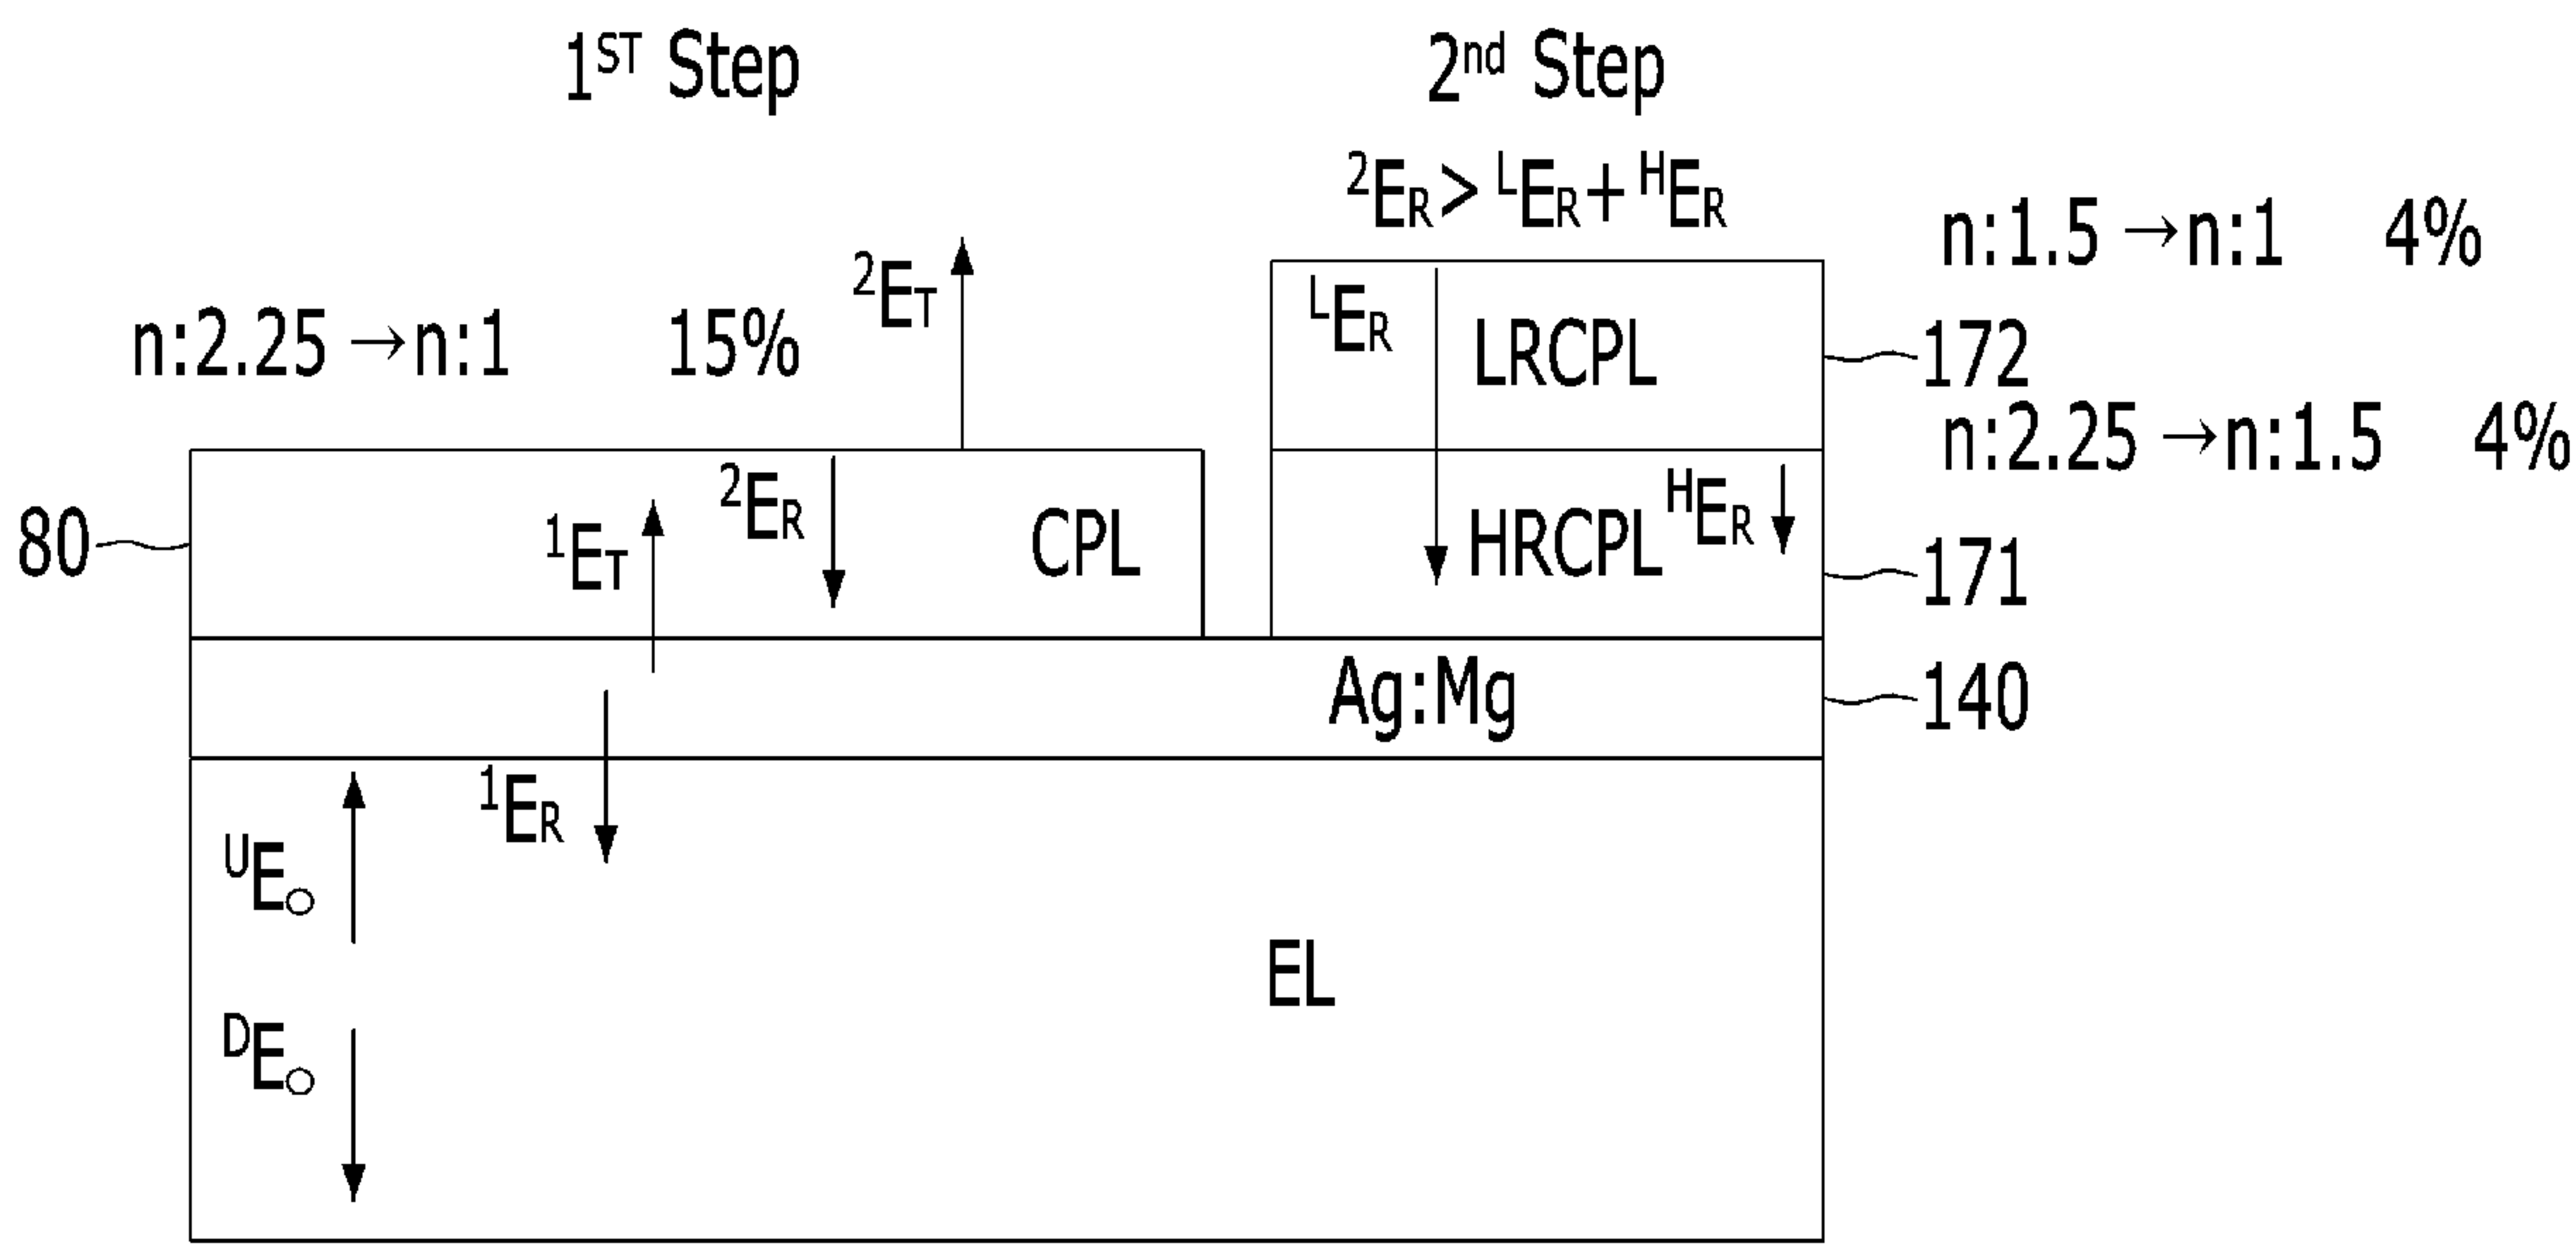 1ST Step
2nd Step
2ER > LER + HER
n:1.5 →n:1 4%
n:2.25 →n:1 15%
2ET
LER
LRCPL
172
n:2.25 →n:1.5 4%
80
1ET
2ER
CPL
HRCPL
HER
171
Ag:Mg
140
1ER
UEO
EL
DEO